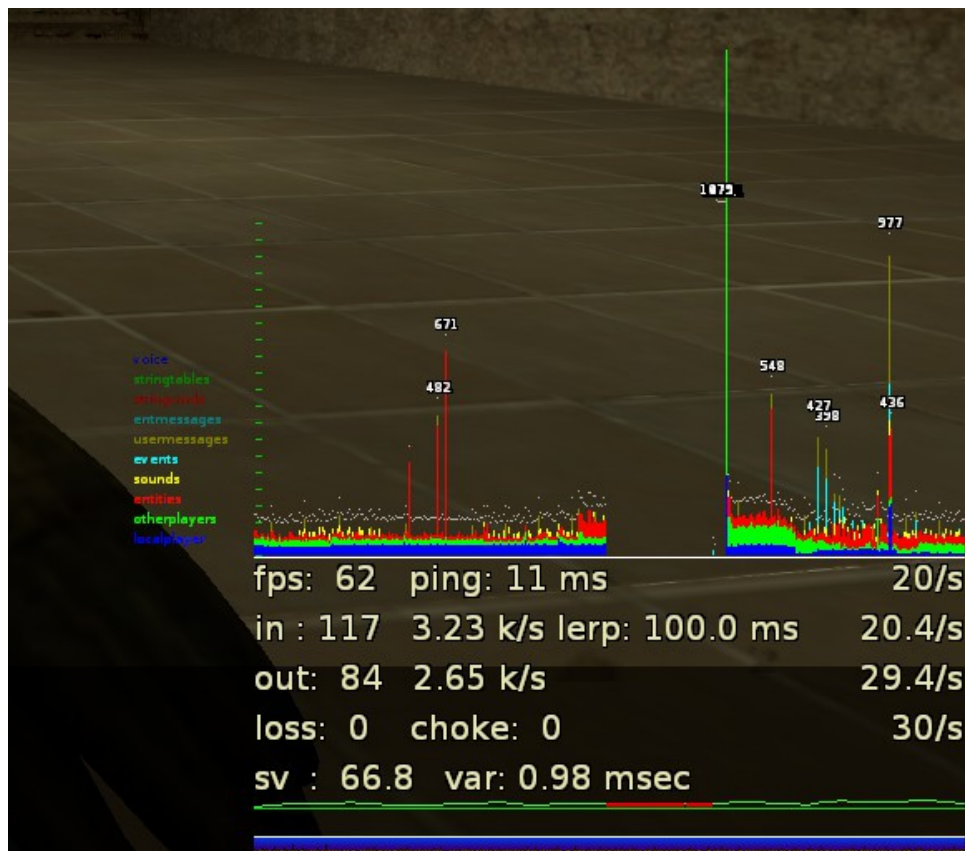 671
482
977
548
427
398
436
voice
stringtables
entmessages
usermessages
events
sounds
entities
otherplayers
localplayer
fps: 62 ping: 11 ms 20/s
in : 117 3.23 k/s lerp: 100.0 ms 20.4/s
out: 84 2.65 k/s 29.4/s
loss: 0 choke: 0 30/s
sv : 66.8 var: 0.98 msec